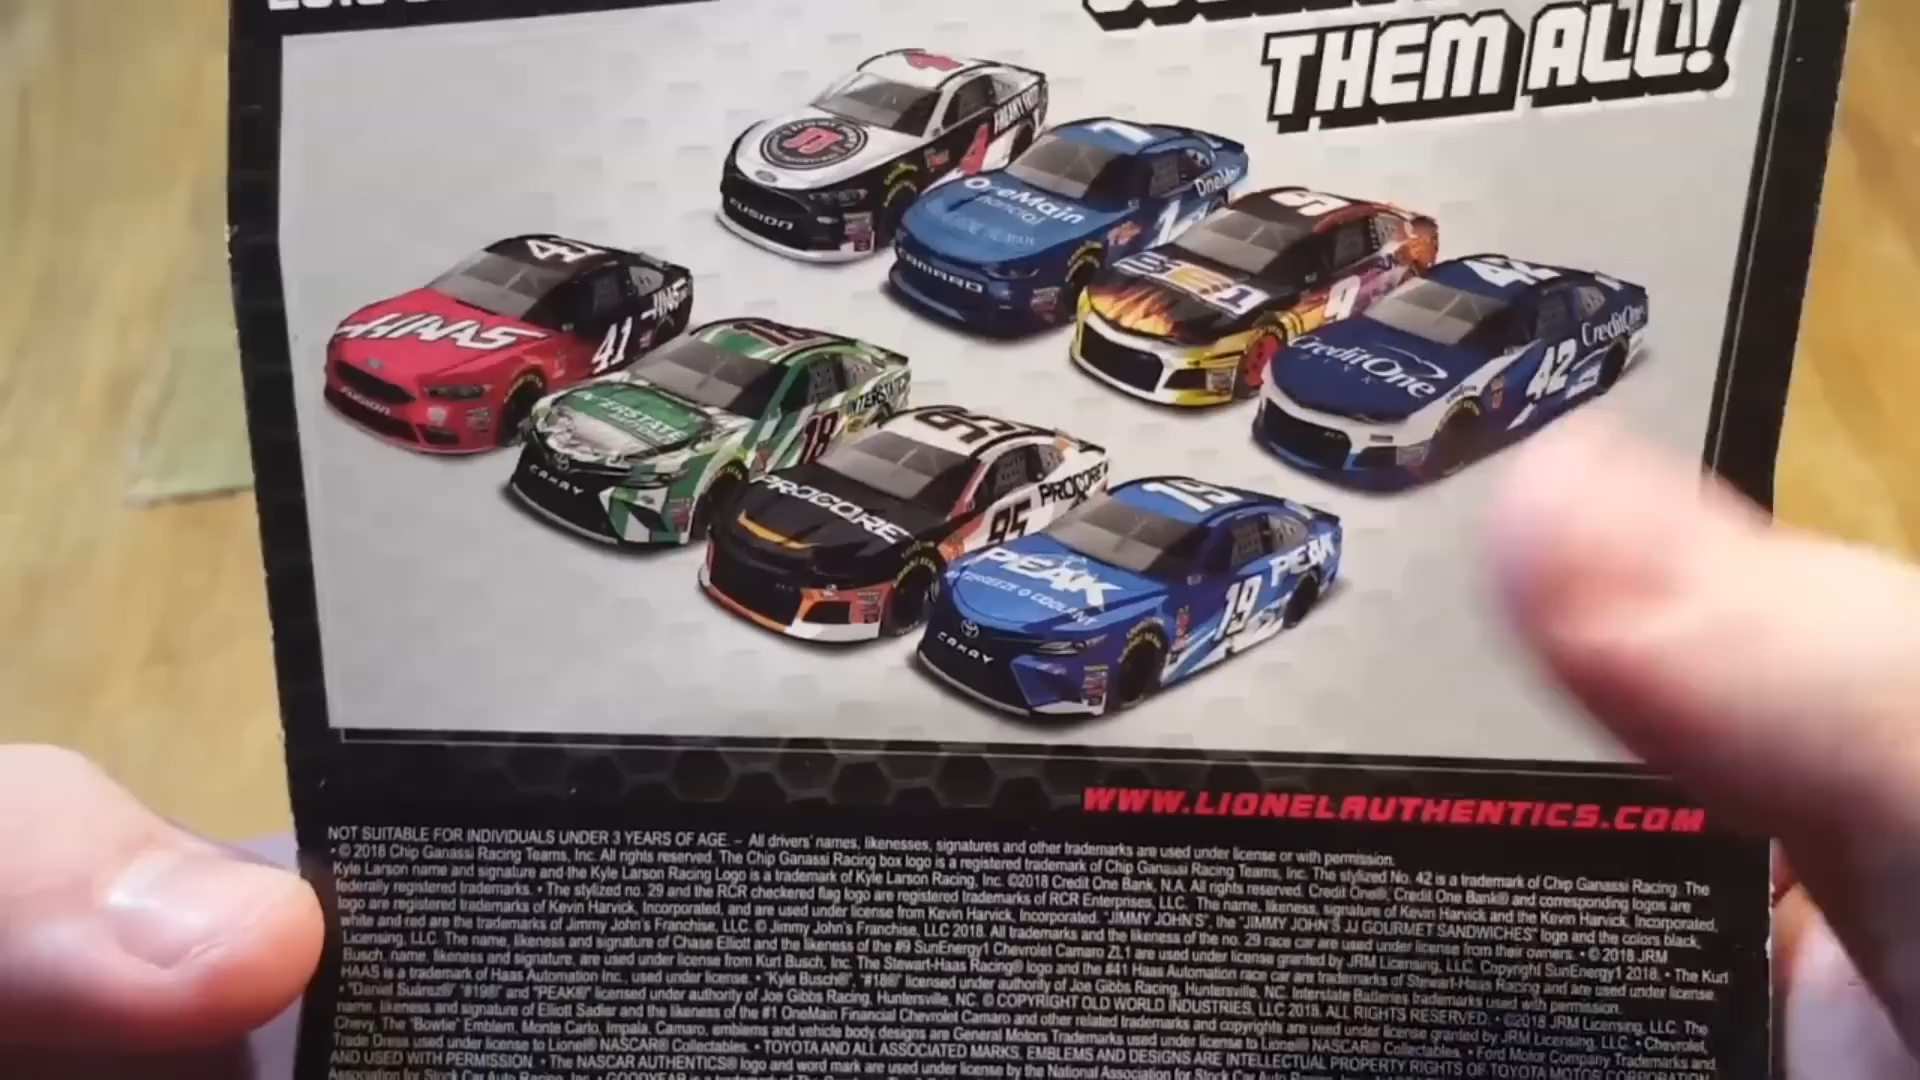 THEM ALL!
FREAKY FAST
4
FUSION
OneMain
Financial
1
CAMARO
9
42
CreditOne
CreditOne
42
41
HAAS
HAAS
41
FUSION
18
INTERSTATE
INTERSTATE
18
CAMRY
95
PROCORE
PROCORE
95
19
PEAK
PEAK
19
CAMRY
WWW.LIONELAUTHENTICS.COM
NOT SUITABLE FOR INDIVIDUALS UNDER 3 YEARS OF AGE. – All drivers' names, likenesses, signatures and other trademarks are used under license or with permission.
• © 2018 Chip Ganassi Racing Teams, Inc. All rights reserved. The Chip Ganassi Racing box logo is a registered trademark of Chip Ganassi Racing Teams, Inc. The stylized No. 42 is a trademark of Chip Ganassi Racing. The
Kyle Larson name and signature and the Kyle Larson Racing Logo is a trademark of Kyle Larson Racing, Inc. ©2018 Credit One Bank, N.A. All rights reserved. Credit One®, Credit One Bank® and corresponding logos are
federally registered trademarks. • The stylized no. 29 and the RCR checkered flag logo are registered trademarks of RCR Enterprises, LLC. The name, likeness, signature of Kevin Harvick and the Kevin Harvick, Incorporated,
logo are registered trademarks of Kevin Harvick, Incorporated, and are used under license from Kevin Harvick, Incorporated. "JIMMY JOHN'S", the "JIMMY JOHN'S JJ GOURMET SANDWICHES" logo and the colors black,
white and red are the trademarks of Jimmy John's Franchise, LLC. © Jimmy John's Franchise, LLC 2018. All trademarks and the likeness of the no. 29 race car are used under license from their owners. • © 2018 JRM
Licensing, LLC. The name, likeness and signature of Chase Elliott and the likeness of the #9 SunEnergy1 Chevrolet Camaro ZL1 are used under license granted by JRM Licensing, LLC. Copyright SunEnergy1 2018. • The Kurt
Busch, name, likeness and signature, are used under license from Kurt Busch, Inc. The Stewart-Haas Racing® logo and the #41 Haas Automation race car are trademarks of Stewart-Haas Racing and are used under license.
HAAS is a trademark of Haas Automation Inc., used under license. • "Kyle Busch®", "#18®" licensed under authority of Joe Gibbs Racing, Huntersville, NC. Interstate Batteries trademarks used with permission.
• "Daniel Suárez®" "#19®" and "PEAK®" licensed under authority of Joe Gibbs Racing, Huntersville, NC. © COPYRIGHT OLD WORLD INDUSTRIES, LLC 2018. ALL RIGHTS RESERVED. • ©2018 JRM Licensing, LLC. The
name, likeness and signature of Elliott Sadler and the likeness of the #1 OneMain Financial Chevrolet Camaro and other related trademarks and copyrights are used under license granted by JRM Licensing, LLC. • Chevrolet,
Chevy, The "Bowtie" Emblem, Monte Carlo, Impala, Camaro, emblems and vehicle body designs are General Motors Trademarks used under license to Lionel® NASCAR® Collectables. • Ford Motor Company Trademarks and
Trade Dress used under license to Lionel® NASCAR® Collectables. • TOYOTA AND ALL ASSOCIATED MARKS, EMBLEMS AND DESIGNS ARE INTELLECTUAL PROPERTY RIGHTS OF TOYOTA MOTOR CORPORATION
AND USED WITH PERMISSION. • The NASCAR AUTHENTICS® logo and word mark are used under license by the National Association for Stock Car Auto